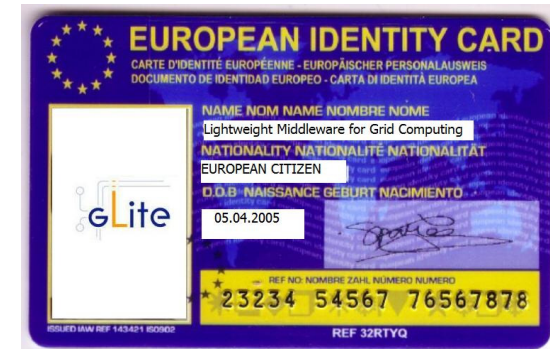 EUROPEAN IDENTITY CARD
CARTE D'IDENTITÉ EUROPÉENNE - EUROPÄISCHER PERSONALAUSWEIS
DOCUMENTO DE IDENTIDAD EUROPEO - CARTA DI IDENTITÀ EUROPEA
NAME NOM NAME NOMBRE NOME
Lightweight Middleware for Grid Computing
NATIONALITY NATIONALITÉ NATIONALITÄT
EUROPEAN CITIZEN
D.O.B NAISSANCE GEBURT NACIMIENTO
gLite
05.04.2005
REF NO: NOMBRE ZAHL NÚMERO NUMERO
23234 54567 76567878
ISSUED IAW REF 143421 ISO902
REF 32RTYQ